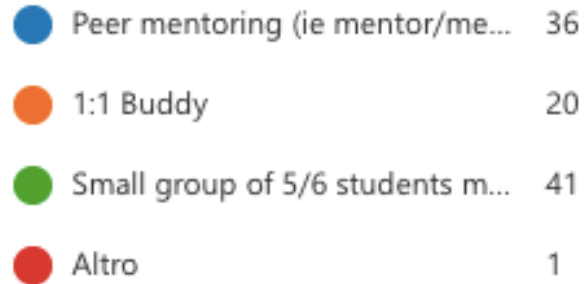 Peer mentoring (ie mentor/me... 36
1:1 Buddy 20
Small group of 5/6 students m... 41
Altro 1